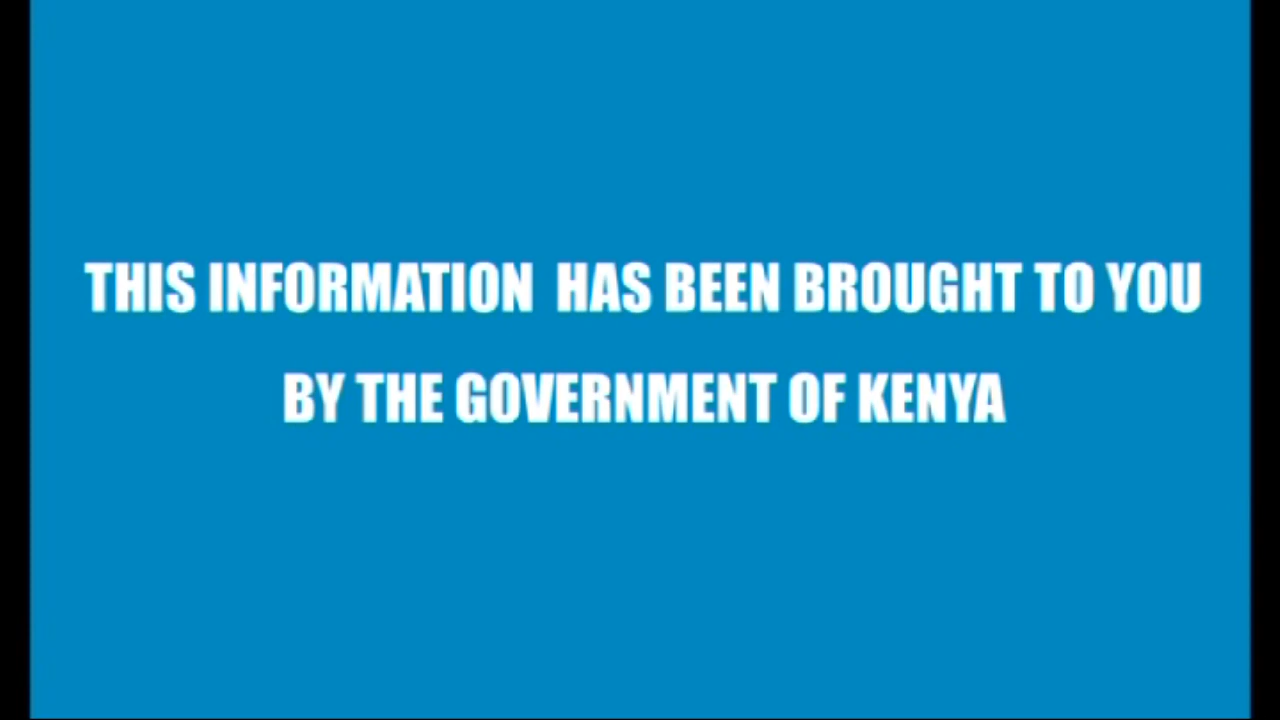 THIS INFORMATION HAS BEEN BROUGHT TO YOU
BY THE GOVERNMENT OF KENYA